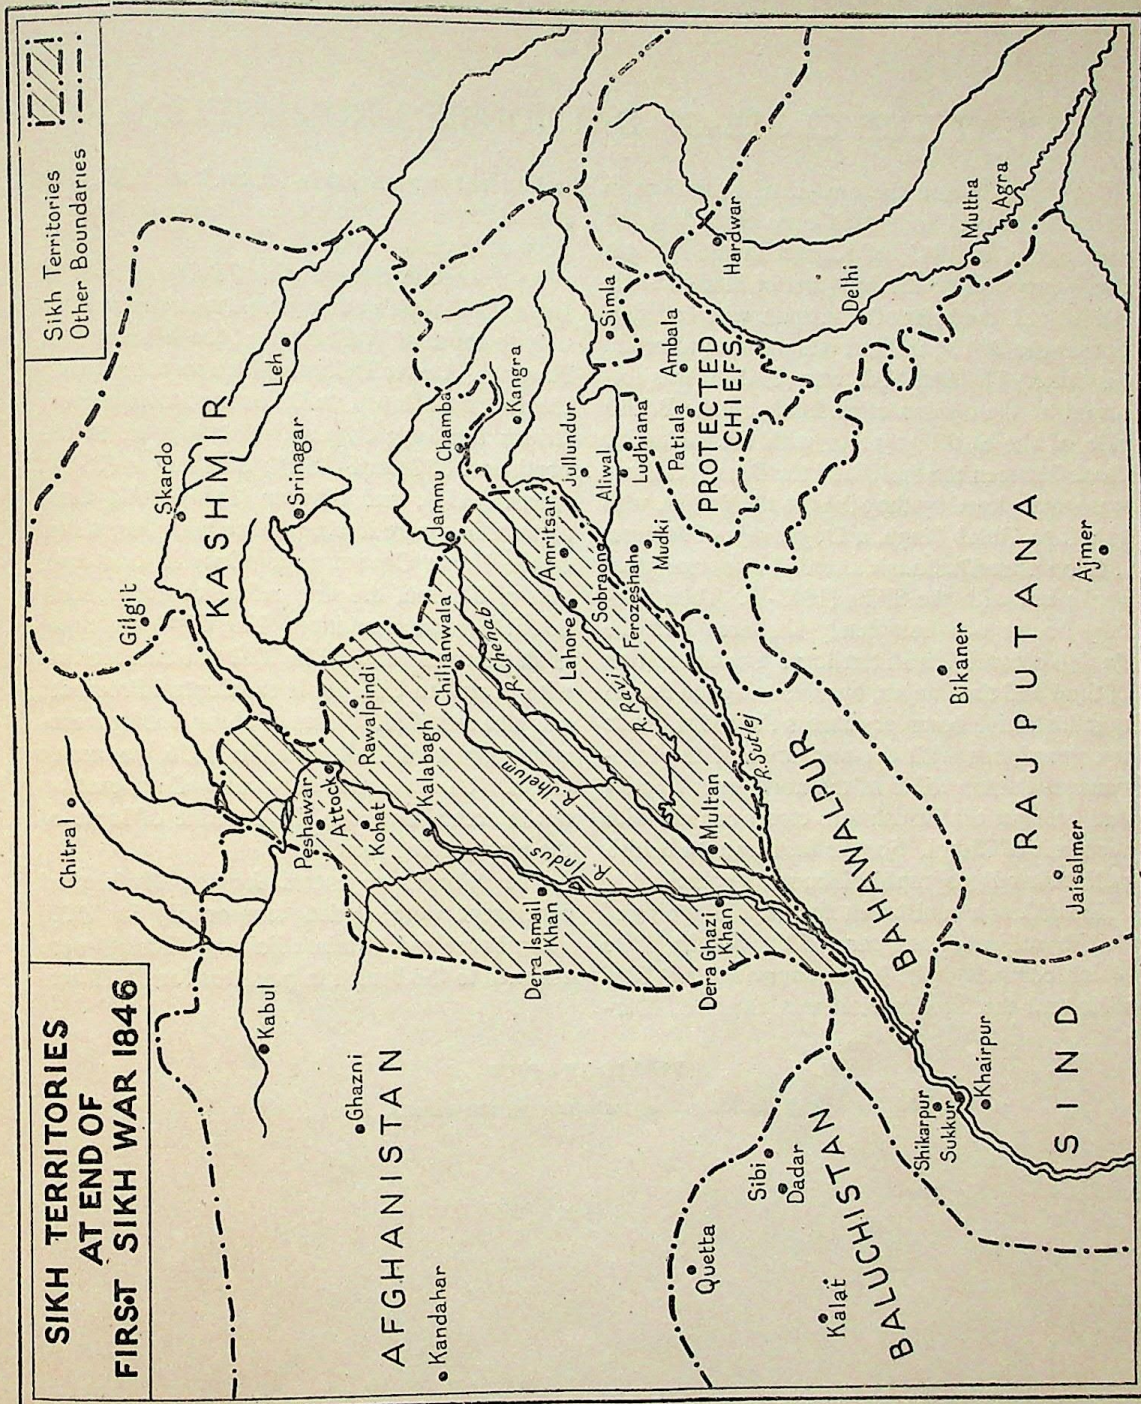 SIKH TERRITORIES
AT END OF
FIRST SIKH WAR 1846
Sikh Territories
Other Boundaries
Chitral
Gilgit
Skardo
KASHMIR
Leh
Srinagar
Kabul
Peshawar
Attock
Kohat
Rawalpindi
Kalabagh
Chilianwala
Jammu
Chamba
Kangra
Ghazni
AFGHANISTAN
Kandahar
R. Jhelum
R. Chenab
R. Indus
Dera Ismail
Khan
Lahore
Amritsar
Jullundur
Aliwal
Ludhiana
Simla
Sobraon
Ferozeshah
Mudki
R. Ravi
Patiala
Ambala
PROTECTED
CHIEFS
Hardwar
Dera Ghazi
Khan
Multan
R. Sutlej
Delhi
Muttra
Agra
Quetta
Sibi
Dadar
Kalat
BALUCHISTAN
BAHAWALPUR
Shikarpur
Sukkur
Khairpur
Bikaner
SIND
RAJPUTANA
Jaisalmer
Ajmer